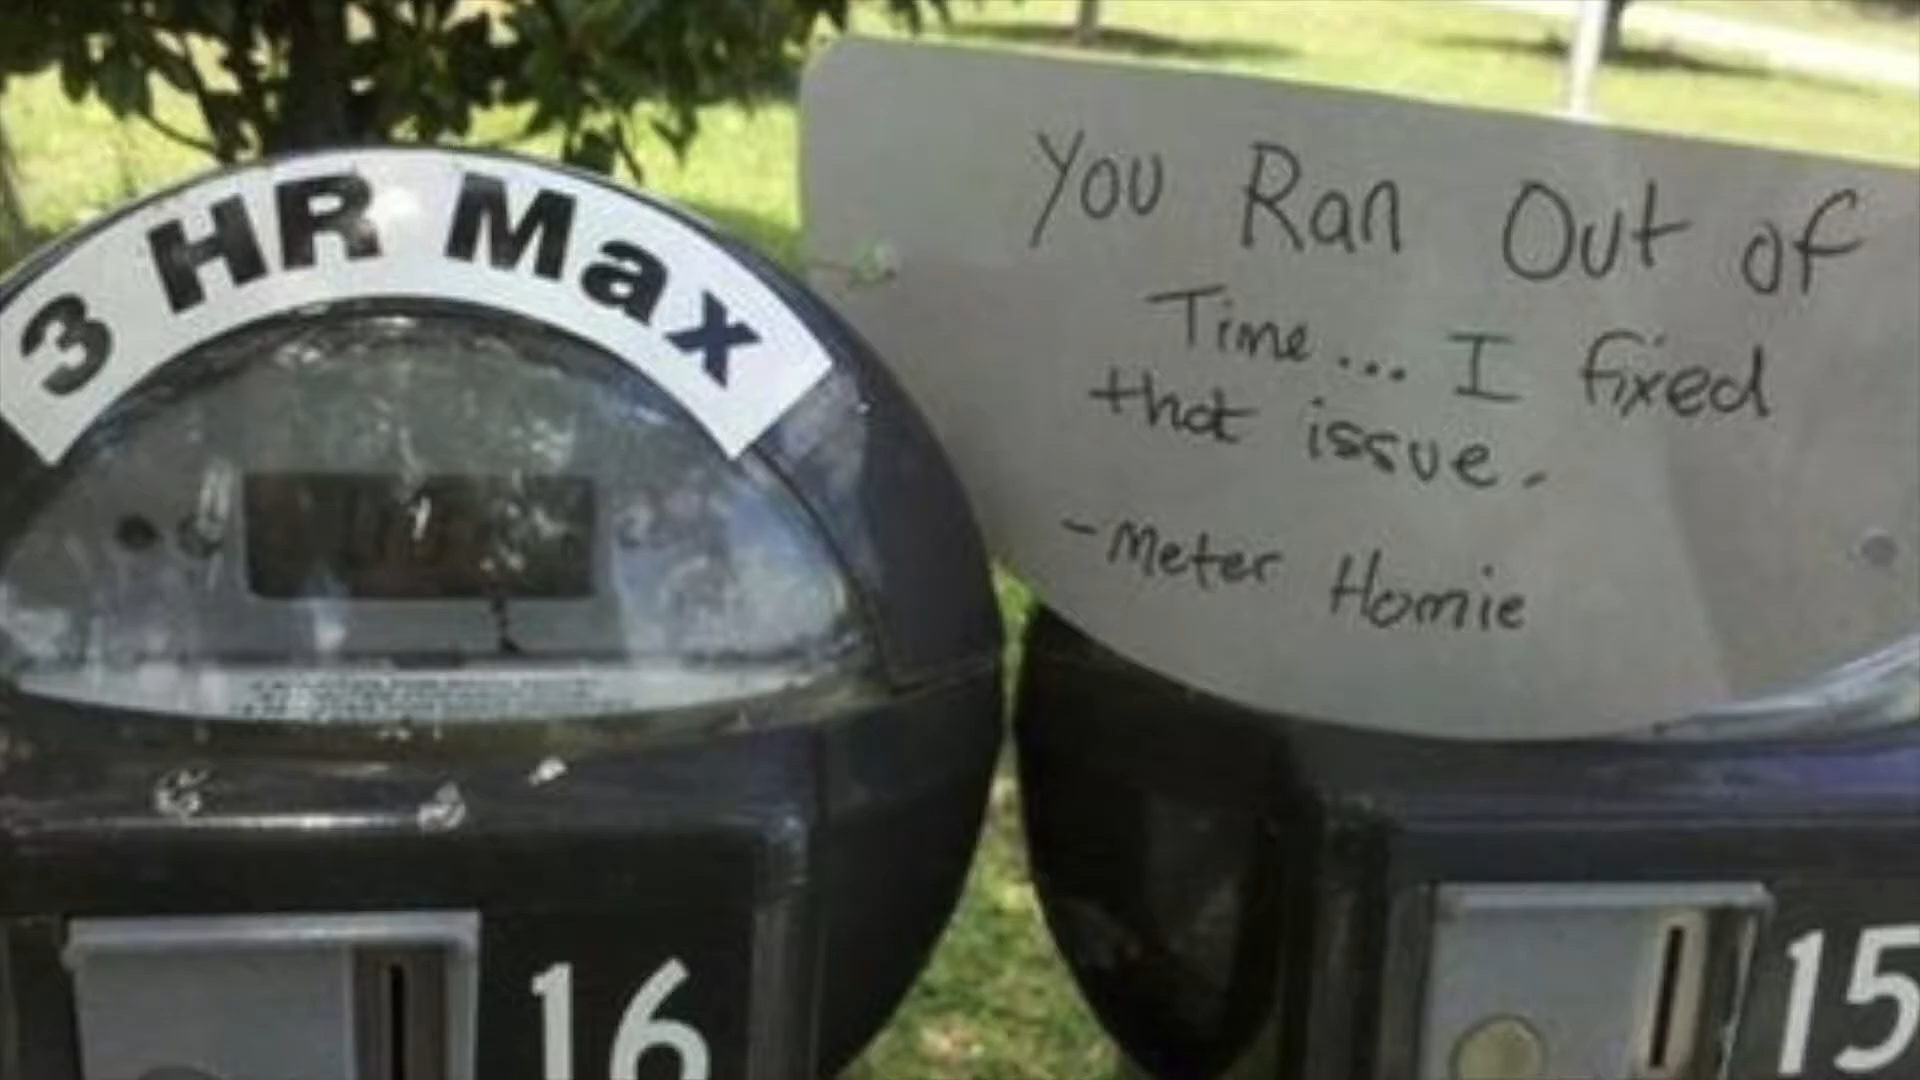 3 HR Max
You Ran Out of
Time... I fixed
that issue.
-Meter Homie
16
15